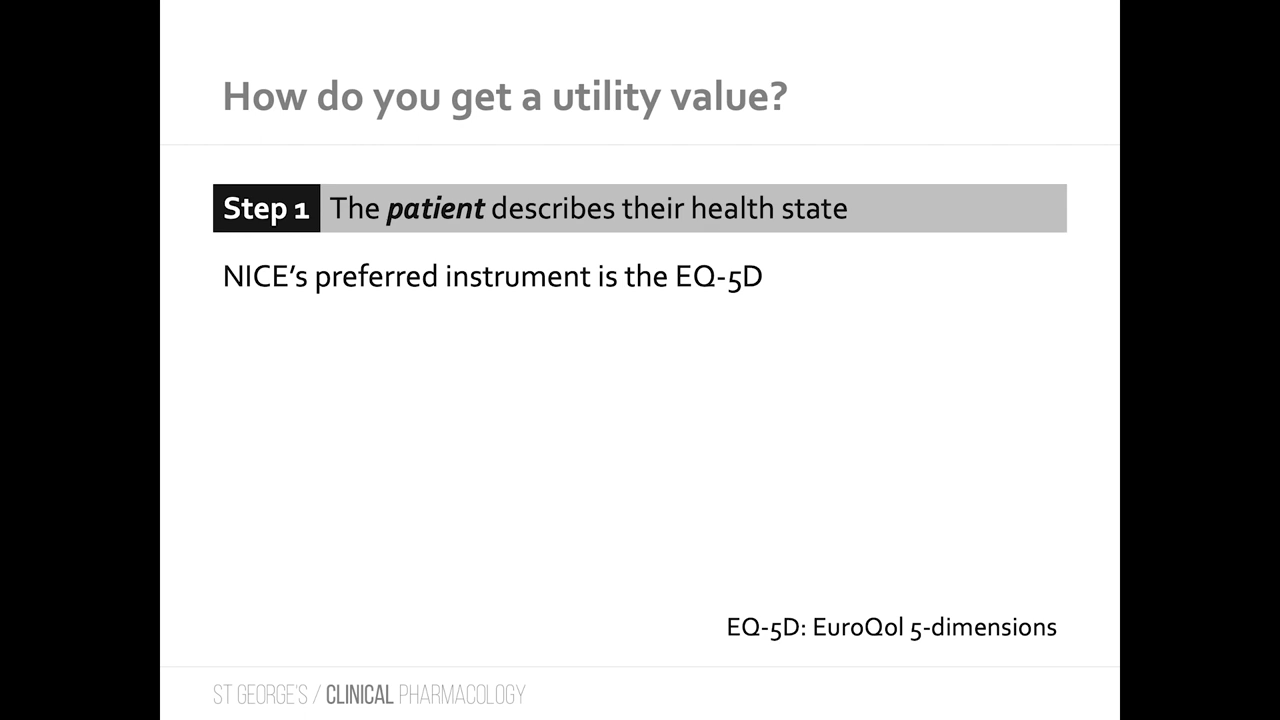 How do you get a utility value?
Step 1 The patient describes their health state
NICE’s preferred instrument is the EQ-5D
EQ-5D: EuroQol 5-dimensions
ST GEORGE'S / CLINICAL PHARMACOLOGY